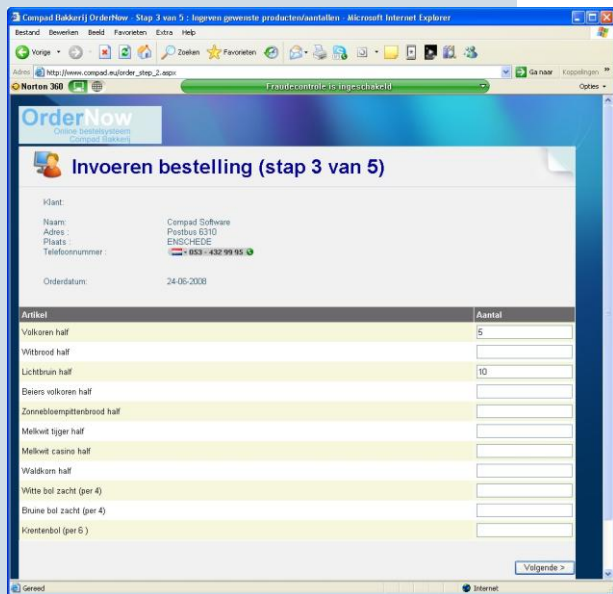 Compad Bakkerij OrderNow - Stap 3 van 5 : Ingeven gewenste producten/aantallen - Microsoft Internet Explorer
Bestand Bewerken Beeld Favorieten Extra Help
Vorige Zoeken Favorieten
Adres http://www.compad.eu/order_step_2.aspx Ga naar Koppelingen
Norton 360 Fraudecontrole is ingeschakeld Opties
OrderNow
Online bestelsysteem
Compad Bakkerij
Invoeren bestelling (stap 3 van 5)
Klant:
Naam: Compad Software
Adres : Postbus 6310
Plaats : ENSCHEDE
Telefoonnummer : 053 - 432 99 95
Orderdatum: 24-06-2008
Artikel Aantal
Volkoren half 5
Witbrood half
Lichtbruin half 10
Beiers volkoren half
Zonnebloempittenbrood half
Melkwit tijger half
Melkwit casino half
Waldkorn half
Witte bol zacht (per 4)
Bruine bol zacht (per 4)
Krentenbol (per 6 )
Volgende >
Gereed Internet